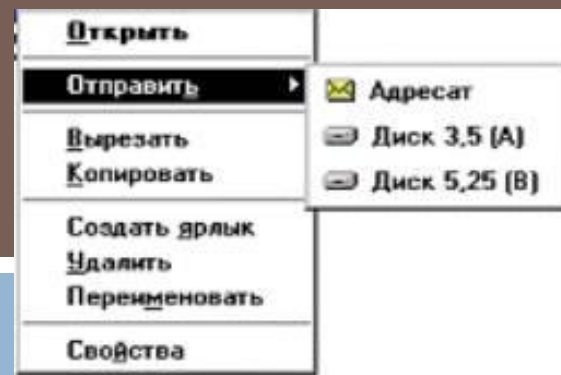 Открыть
Отправить
Вырезать
Копировать
Создать ярлык
Удалить
Переименовать
Свойства
Адресат
Диск 3,5 (A)
Диск 5,25 (B)